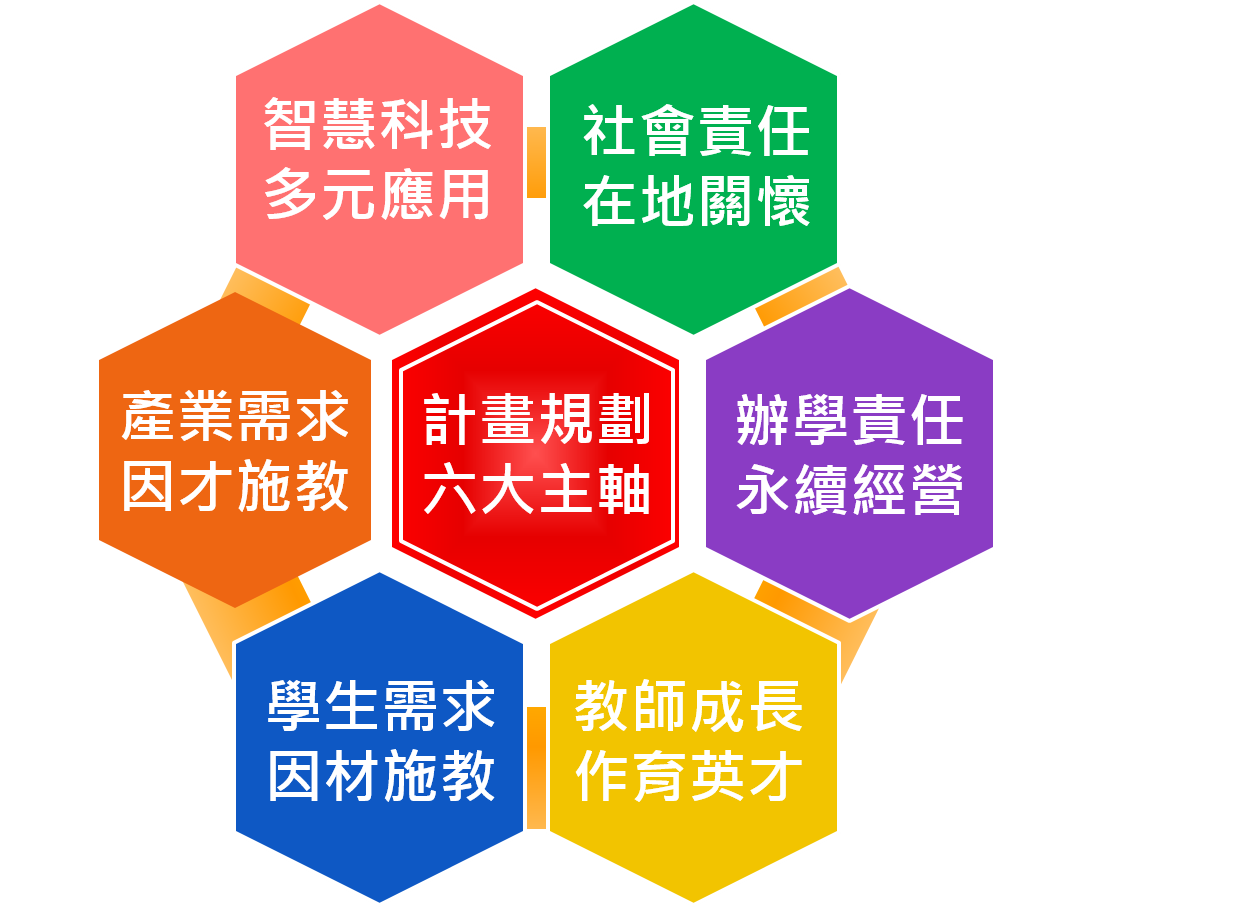 智慧科技
多元應用
社會責任
在地關懷
產業需求
因才施教
計畫規劃
六大主軸
辦學責任
永續經營
學生需求
因材施教
教師成長
作育英才